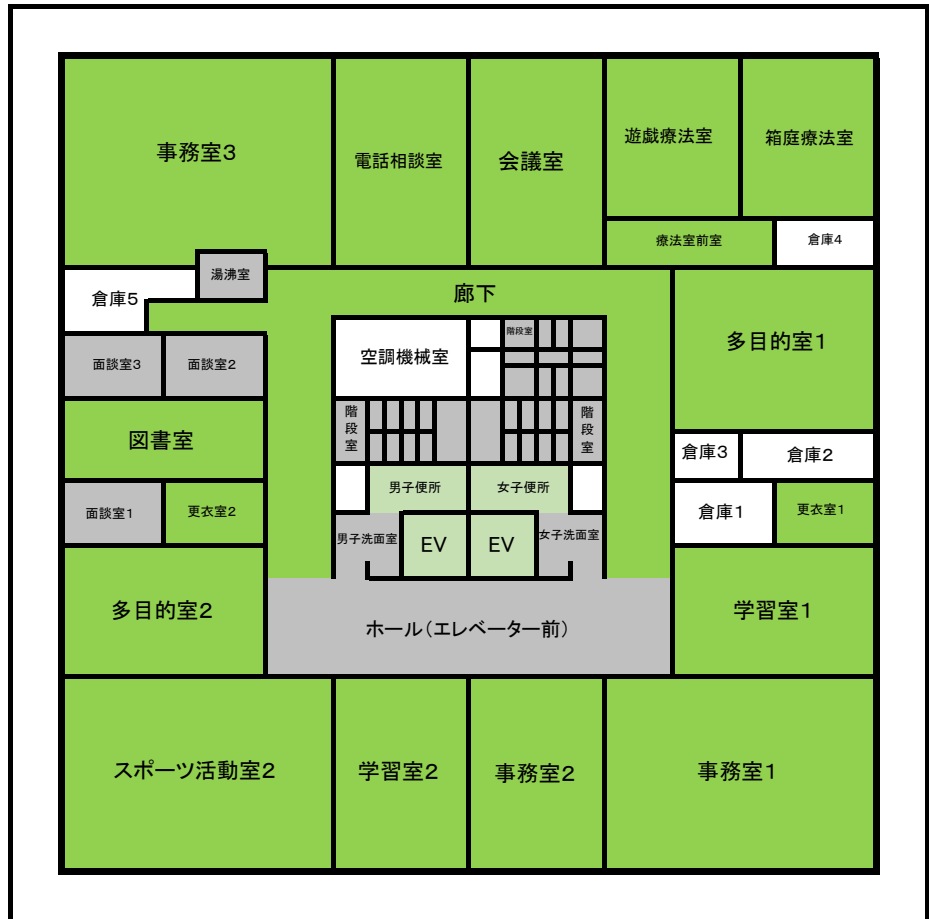 事務室3
電話相談室
会議室
遊戯療法室
箱庭療法室
療法室前室
倉庫4
湯沸室
倉庫5
廊下
面談室3
面談室2
空調機械室
階段室
多目的室1
図書室
階段室
階段室
倉庫3
倉庫2
面談室1
更衣室2
男子便所
女子便所
倉庫1
更衣室1
男子洗面室
EV
EV
女子洗面室
多目的室2
ホール(エレベーター前)
学習室1
スポーツ活動室2
学習室2
事務室2
事務室1